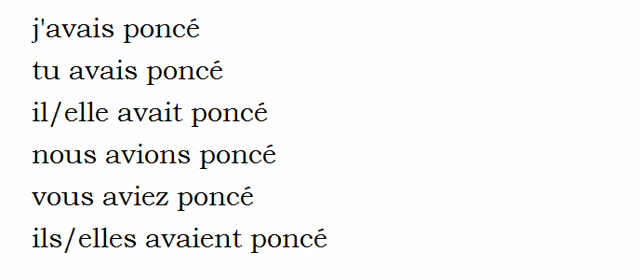 j'avais poncé
tu avais poncé
il/elle avait poncé
nous avions poncé
vous aviez poncé
ils/elles avaient poncé